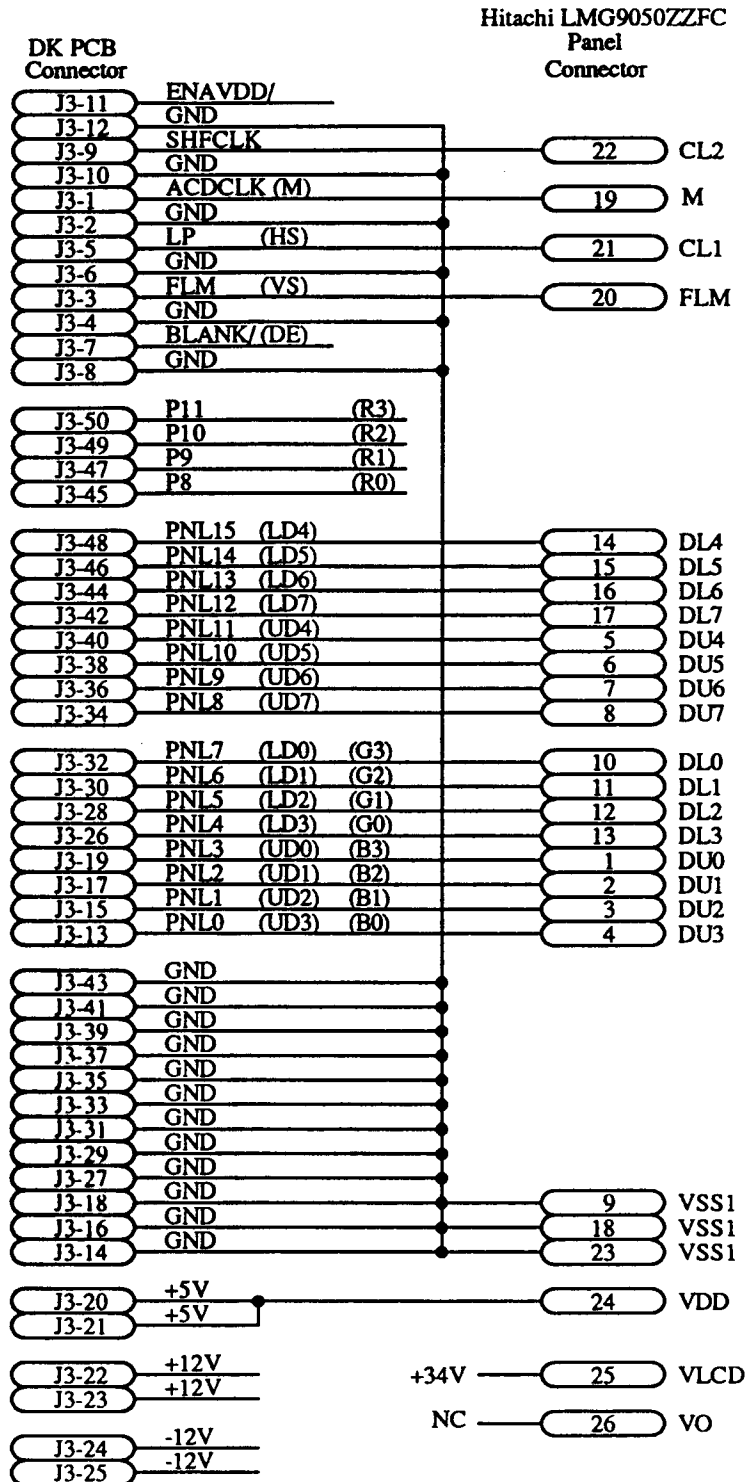 Hitachi LMG9050ZZFC
Panel
Connector
DK PCB
Connector
J3-11 ENAVDD/
J3-12 GND
J3-9 SHFCLK 22 CL2
J3-10 GND
J3-1 ACDCLK (M) 19 M
J3-2 GND
J3-5 LP (HS) 21 CL1
J3-6 GND
J3-3 FLM (VS) 20 FLM
J3-4 GND
J3-7 BLANK/ (DE)
J3-8 GND
J3-50 P11 (R3)
J3-49 P10 (R2)
J3-47 P9 (R1)
J3-45 P8 (R0)
J3-48 PNL15 (LD4) 14 DL4
J3-46 PNL14 (LD5) 15 DL5
J3-44 PNL13 (LD6) 16 DL6
J3-42 PNL12 (LD7) 17 DL7
J3-40 PNL11 (UD4) 5 DU4
J3-38 PNL10 (UD5) 6 DU5
J3-36 PNL9 (UD6) 7 DU6
J3-34 PNL8 (UD7) 8 DU7
J3-32 PNL7 (LD0) (G3) 10 DL0
J3-30 PNL6 (LD1) (G2) 11 DL1
J3-28 PNL5 (LD2) (G1) 12 DL2
J3-26 PNL4 (LD3) (G0) 13 DL3
J3-19 PNL3 (UD0) (B3) 1 DU0
J3-17 PNL2 (UD1) (B2) 2 DU1
J3-15 PNL1 (UD2) (B1) 3 DU2
J3-13 PNL0 (UD3) (B0) 4 DU3
J3-43 GND
J3-41 GND
J3-39 GND
J3-37 GND
J3-35 GND
J3-33 GND
J3-31 GND
J3-29 GND
J3-27 GND
J3-18 GND 9 VSS1
J3-16 GND 18 VSS1
J3-14 GND 23 VSS1
J3-20 +5V 24 VDD
J3-21 +5V
J3-22 +12V +34V 25 VLCD
J3-23 +12V
NC 26 VO
J3-24 -12V
J3-25 -12V